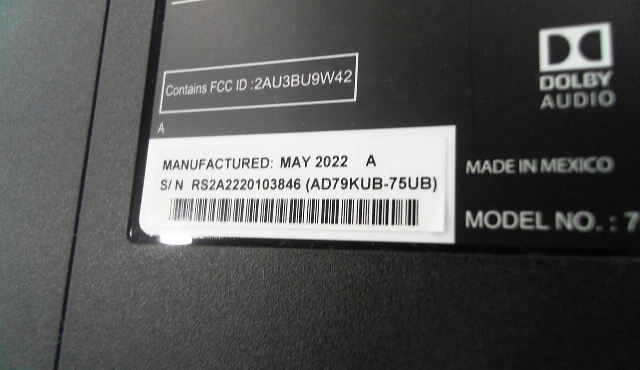 Contains FCC ID :2AU3BU9W42
DOLBY
AUDIO
A
MANUFACTURED: MAY 2022 A
S/ N RS2A2220103846 (AD79KUB-75UB)
MADE IN MEXICO
MODEL NO. : 7